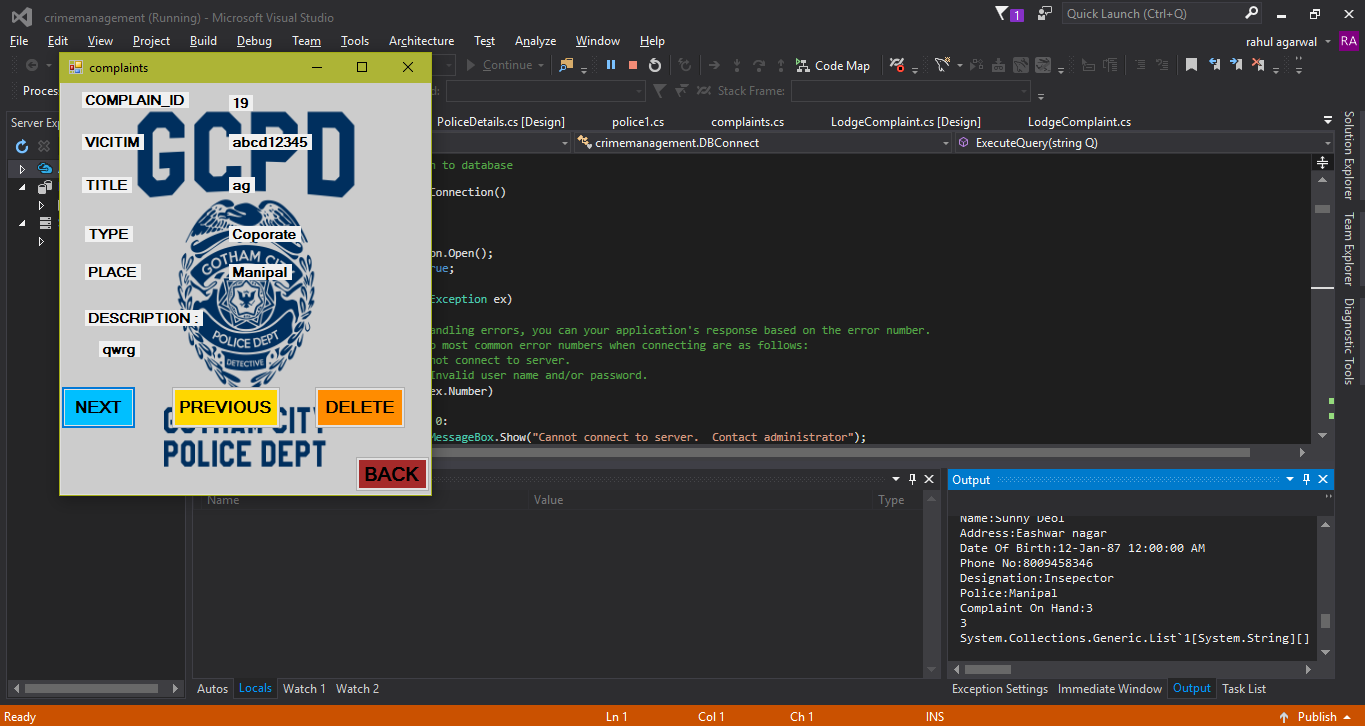 crimemanagement (Running) - Microsoft Visual Studio
1
Quick Launch (Ctrl+Q)
File Edit View Project Build Debug Team Tools Architecture Test Analyze Window Help
rahul agarwal RA
Continue Code Map
Proces Stack Frame:
complaints
COMPLAIN_ID 19
GCPD
VICITIM abcd12345
TITLE ag
TYPE Coporate
GOTHAM CITY
PLACE Manipal
DESCRIPTION :
POLICE DEPT
DETECTIVE
qwrg
NEXT PREVIOUS DELETE
POLICE DEPT
BACK
Server Exp
PoliceDetails.cs [Design] police1.cs complaints.cs LodgeComplaint.cs [Design] LodgeComplaint.cs
crimemanagement.DBConnect ExecuteQuery(string Q)
n to database
Connection()
on.Open();
rue;
Exception ex)
andling errors, you can your application's response based on the error number.
o most common error numbers when connecting are as follows:
not connect to server.
Invalid user name and/or password.
ex.Number)
0:
MessageBox.Show("Cannot connect to server.  Contact administrator");
Solution Explorer
Team Explorer
Diagnostic Tools
Name Value Type
Autos Locals Watch 1 Watch 2
Output
Name:Sunny Deol
Address:Eashwar nagar
Date Of Birth:12-Jan-87 12:00:00 AM
Phone No:8009458346
Designation:Insepector
Police:Manipal
Complaint On Hand:3
3
System.Collections.Generic.List`1[System.String][]
Exception Settings Immediate Window Output Task List
Ready Ln 1 Col 1 Ch 1 INS Publish